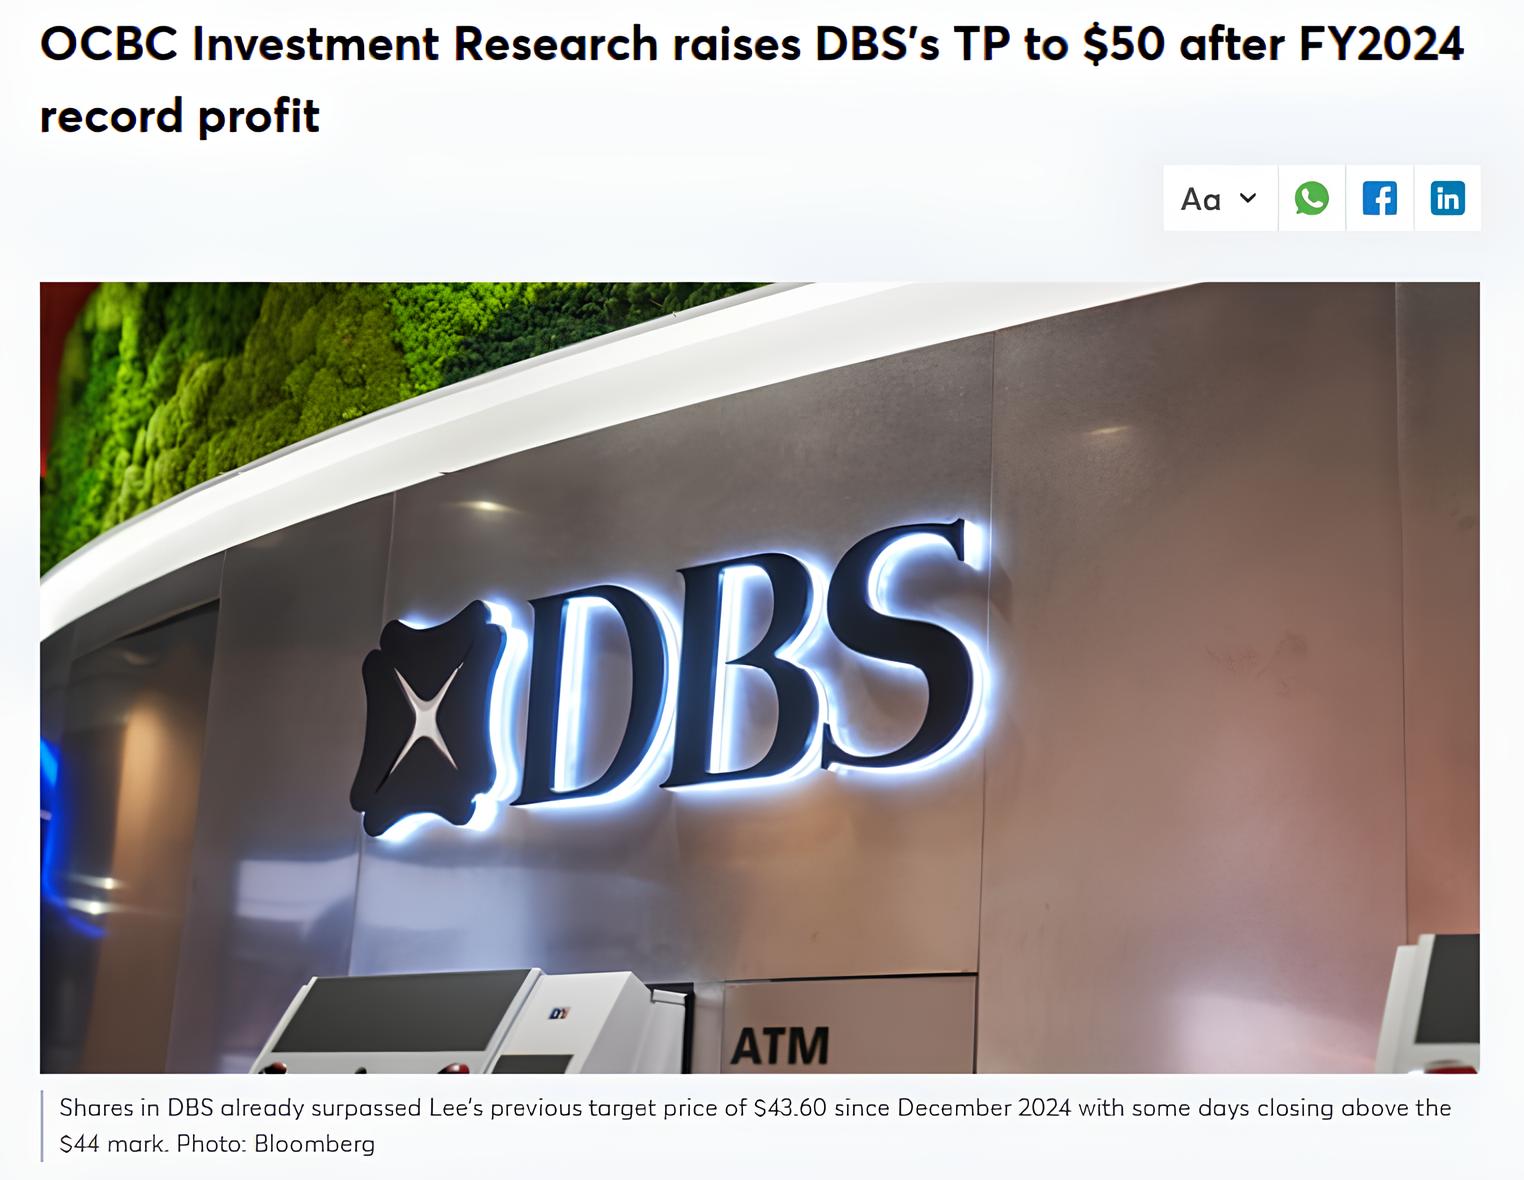 OCBC Investment Research raises DBS's TP to $50 after FY2024
record profit
Aa
DBS
ATM
Shares in DBS already surpassed Lee's previous target price of $43.60 since December 2024 with some days closing above the
$44 mark. Photo: Bloomberg